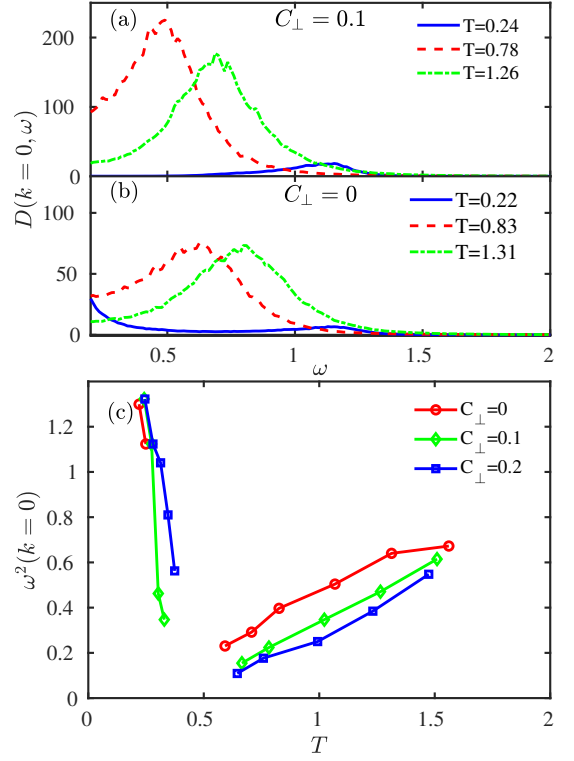 (a)
C⊥ = 0.1
T=0.24
T=0.78
T=1.26
200
100
0
D(k = 0, ω)
(b)
C⊥ = 0
T=0.22
T=0.83
T=1.31
100
50
0
0.5
1
1.5
2
ω
(c)
C⊥=0
C⊥=0.1
C⊥=0.2
1.2
1
0.8
0.6
0.4
0.2
0
ω²(k = 0)
0
0.5
1
1.5
2
T